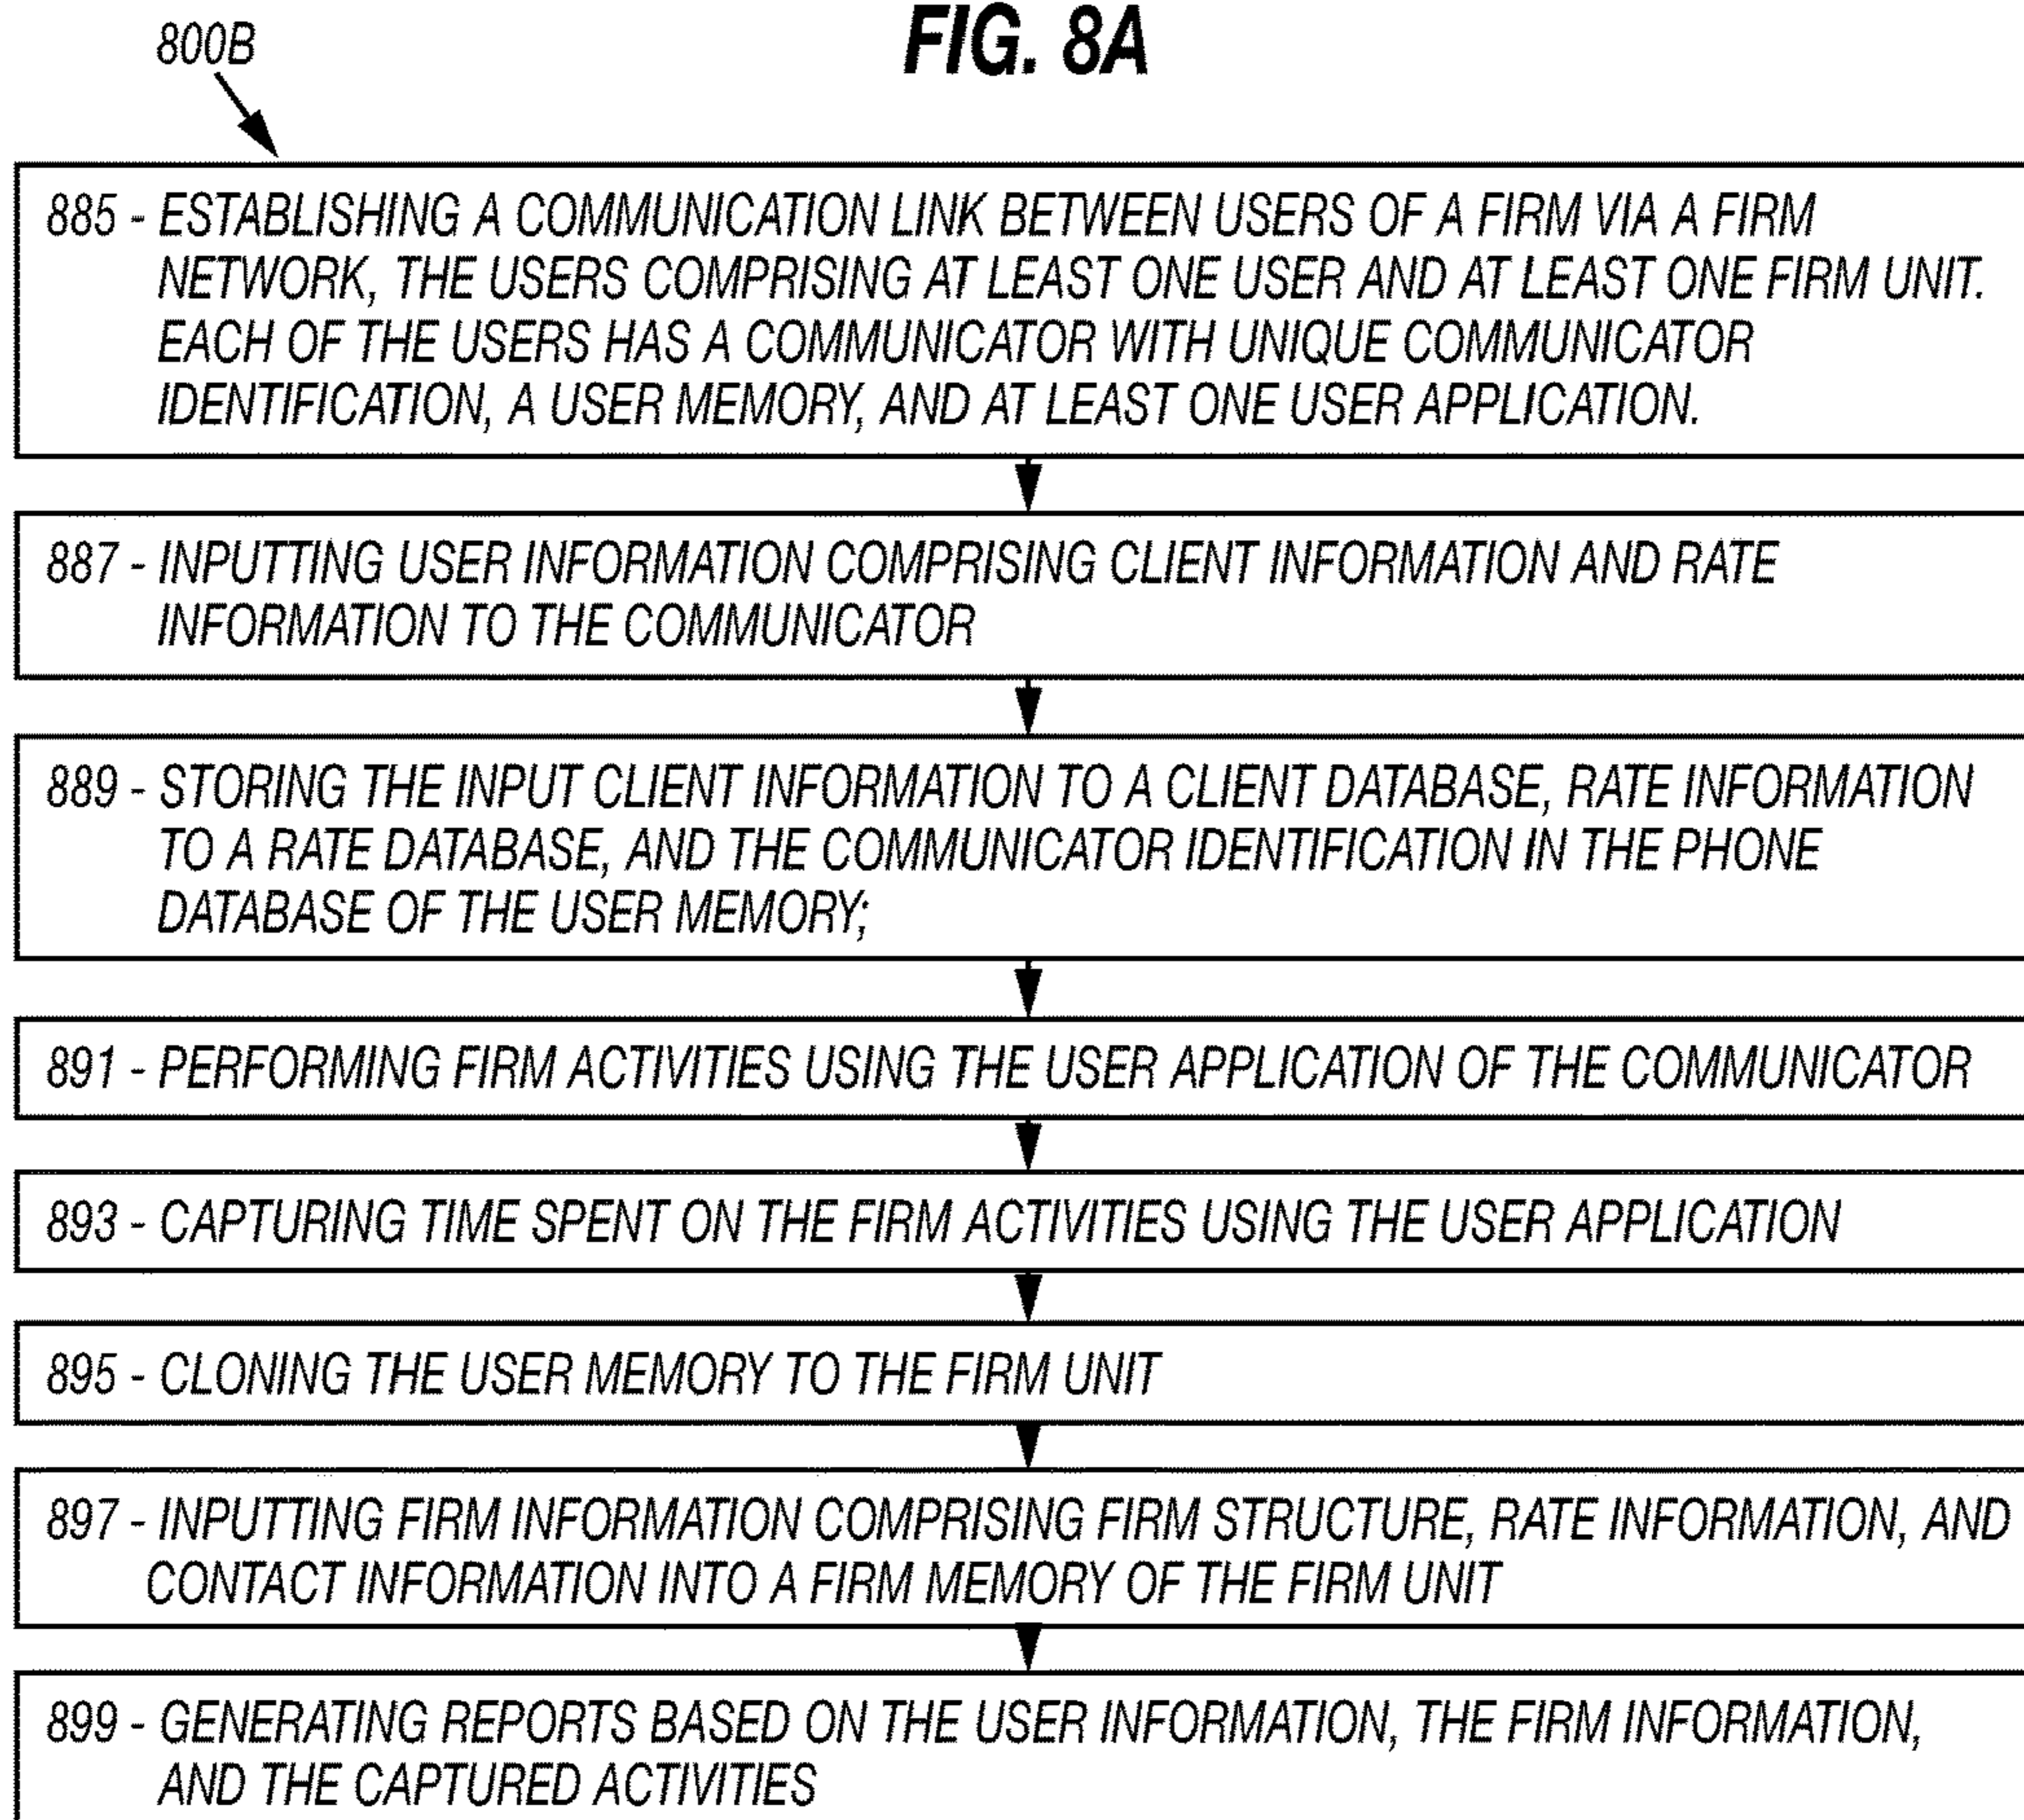 FIG. 8A
800B
885 - ESTABLISHING A COMMUNICATION LINK BETWEEN USERS OF A FIRM VIA A FIRM
NETWORK, THE USERS COMPRISING AT LEAST ONE USER AND AT LEAST ONE FIRM UNIT.
EACH OF THE USERS HAS A COMMUNICATOR WITH UNIQUE COMMUNICATOR
IDENTIFICATION, A USER MEMORY, AND AT LEAST ONE USER APPLICATION.
887 - INPUTTING USER INFORMATION COMPRISING CLIENT INFORMATION AND RATE
INFORMATION TO THE COMMUNICATOR
889 - STORING THE INPUT CLIENT INFORMATION TO A CLIENT DATABASE, RATE INFORMATION
TO A RATE DATABASE, AND THE COMMUNICATOR IDENTIFICATION IN THE PHONE
DATABASE OF THE USER MEMORY;
891 - PERFORMING FIRM ACTIVITIES USING THE USER APPLICATION OF THE COMMUNICATOR
893 - CAPTURING TIME SPENT ON THE FIRM ACTIVITIES USING THE USER APPLICATION
895 - CLONING THE USER MEMORY TO THE FIRM UNIT
897 - INPUTTING FIRM INFORMATION COMPRISING FIRM STRUCTURE, RATE INFORMATION, AND
CONTACT INFORMATION INTO A FIRM MEMORY OF THE FIRM UNIT
899 - GENERATING REPORTS BASED ON THE USER INFORMATION, THE FIRM INFORMATION,
AND THE CAPTURED ACTIVITIES